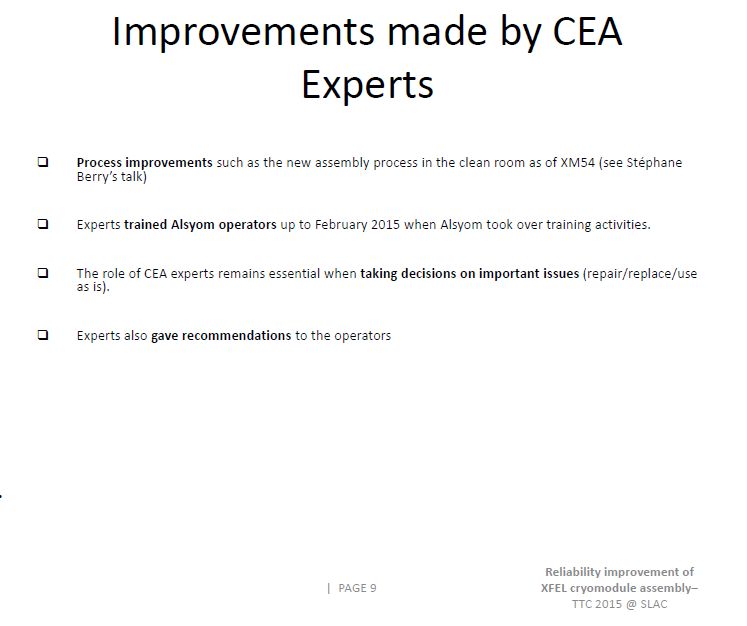 Improvements made by CEA
Experts
Process improvements such as the new assembly process in the clean room as of XM54 (see Stéphane
Berry’s talk)
Experts trained Alsyom operators up to February 2015 when Alsyom took over training activities.
The role of CEA experts remains essential when taking decisions on important issues (repair/replace/use
as is).
Experts also gave recommendations to the operators
| PAGE 9
Reliability improvement of
XFEL cryomodule assembly–
TTC 2015 @ SLAC